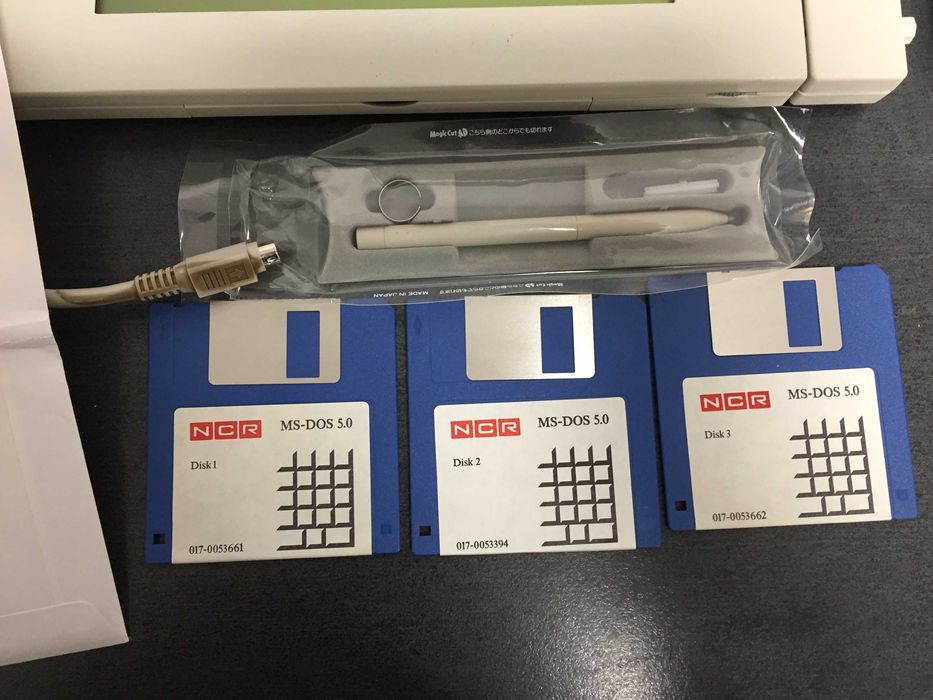 Magic Cut こちら側のどこからでも切れます
MADE IN JAPAN
Magic Cut
NCR MS-DOS 5.0
Disk 1
017-0053661
NCR MS-DOS 5.0
Disk 2
017-0053394
NCR MS-DOS 5.0
Disk 3
017-0053662